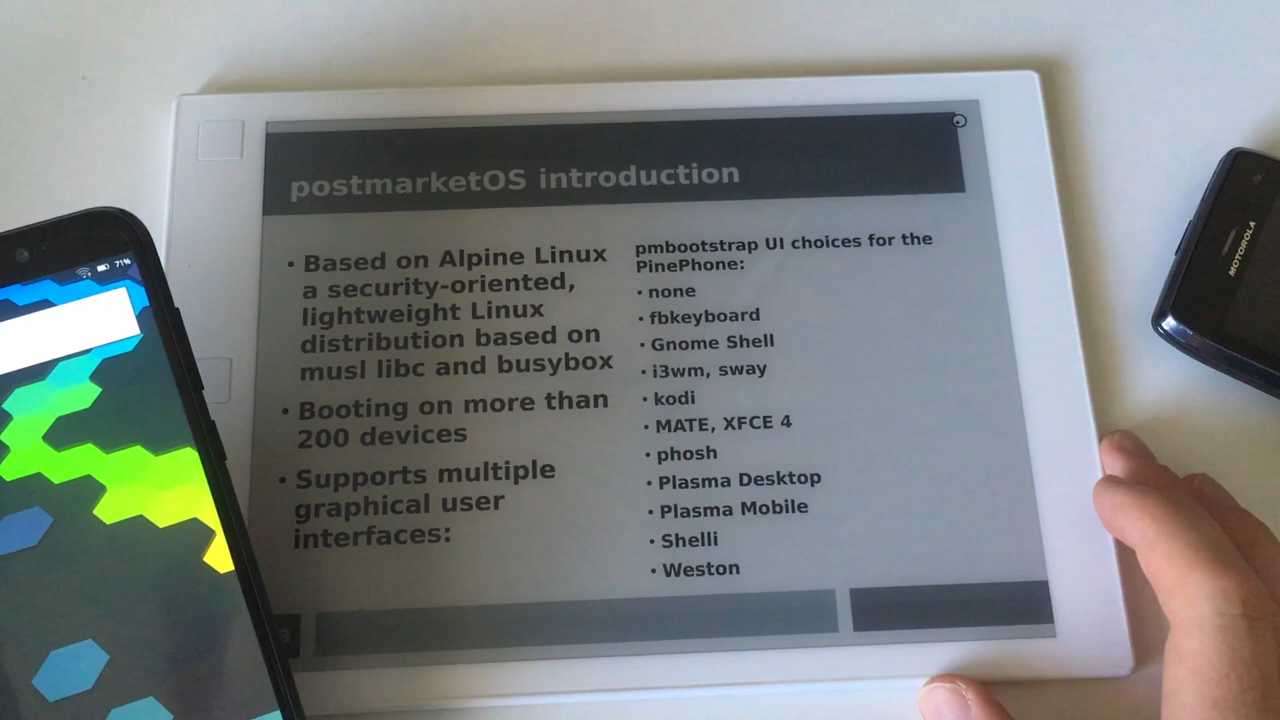 postmarketOS introduction
• Based on Alpine Linux
a security-oriented,
lightweight Linux
distribution based on
musl libc and busybox
• Booting on more than
200 devices
• Supports multiple
graphical user
interfaces:
pmbootstrap UI choices for the
PinePhone:
• none
• fbkeyboard
• Gnome Shell
• i3wm, sway
• kodi
• MATE, XFCE 4
• phosh
• Plasma Desktop
• Plasma Mobile
• Shelli
• Weston
71%
MOTOROLA